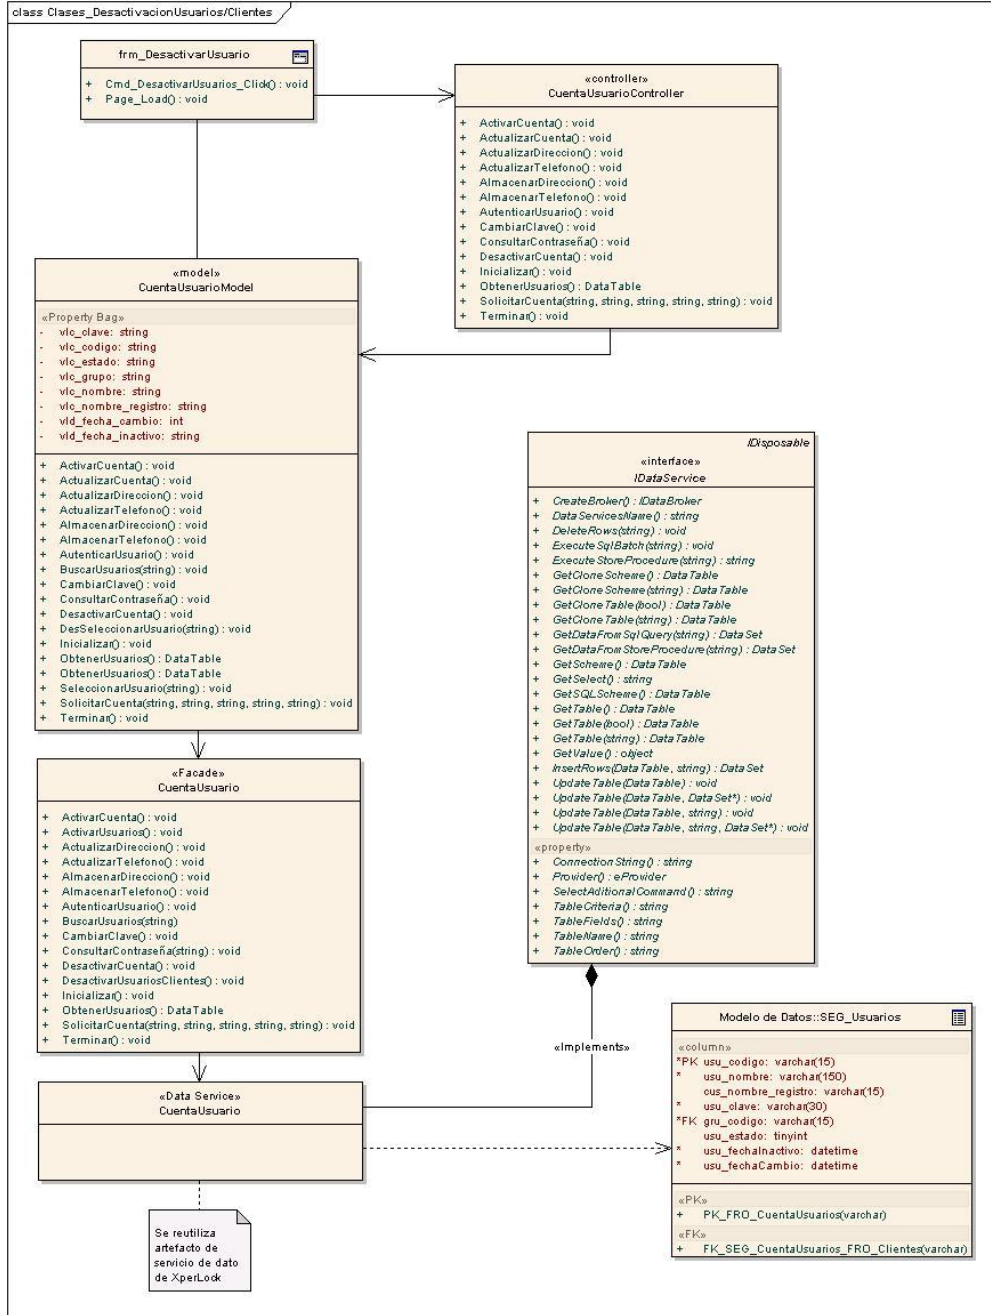 class Clases_DesactivacionUsuarios/Clientes
frm_DesactivarUsuario
+ Cmd_DesactivarUsuarios_Click() : void
+ Page_Load() : void
«controller»
CuentaUsuarioController
+ ActivarCuenta() : void
+ ActualizarCuenta() : void
+ ActualizarDireccion() : void
+ ActualizarTelefono() : void
+ AlmacenarDireccion() : void
+ AlmacenarTelefono() : void
+ AutenticarUsuario() : void
+ CambiarClave() : void
+ ConsultarContraseña() : void
+ DesactivarCuenta() : void
+ Inicializar() : void
+ ObtenerUsuarios() : DataTable
+ SolicitarCuenta(string, string, string, string, string) : void
+ Terminar() : void
«model»
CuentaUsuarioModel
«Property Bag»
- vlc_clave: string
- vlc_codigo: string
- vlc_estado: string
- vlc_grupo: string
- vlc_nombre: string
- vlc_nombre_registro: string
- vld_fecha_cambio: int
- vld_fecha_inactivo: string
+ ActivarCuenta() : void
+ ActualizarCuenta() : void
+ ActualizarDireccion() : void
+ ActualizarTelefono() : void
+ AlmacenarDireccion() : void
+ AlmacenarTelefono() : void
+ AutenticarUsuario() : void
+ BuscarUsuarios(string) : void
+ CambiarClave() : void
+ ConsultarContraseña() : void
+ DesactivarCuenta() : void
+ DesSeleccionarUsuario(string) : void
+ Inicializar() : void
+ ObtenerUsuarios() : DataTable
+ ObtenerUsuarios() : DataTable
+ SeleccionarUsuario(string) : void
+ SolicitarCuenta(string, string, string, string, string) : void
+ Terminar() : void
IDisposable
«interface»
IDataService
+ CreateBroker() : IDataBroker
+ DataServicesName() : string
+ DeleteRows(string) : void
+ ExecuteSqlBatch(string) : void
+ ExecuteStoreProcedure(string) : string
+ GetCloneScheme() : DataTable
+ GetCloneScheme(string) : DataTable
+ GetCloneTable(bool) : DataTable
+ GetCloneTable(string) : DataTable
+ GetDataFromSqlQuery(string) : DataSet
+ GetDataFromStoreProcedure(string) : DataSet
+ GetScheme() : DataTable
+ GetSelect() : string
+ GetSQLScheme() : DataTable
+ GetTable() : DataTable
+ GetTable(bool) : DataTable
+ GetTable(string) : DataTable
+ GetValue() : object
+ InsertRows(DataTable, string) : DataSet
+ UpdateTable(DataTable) : void
+ UpdateTable(DataTable, DataSet*) : void
+ UpdateTable(DataTable, string) : void
+ UpdateTable(DataTable, string, DataSet*) : void
«property»
+ ConnectionString() : string
+ Provider() : eProvider
+ SelectAditionalCommand() : string
+ TableCriteria() : string
+ TableFields() : string
+ TableName() : string
+ TableOrder() : string
«Facade»
CuentaUsuario
+ ActivarCuenta() : void
+ ActivarUsuarios() : void
+ ActualizarDireccion() : void
+ ActualizarTelefono() : void
+ AlmacenarDireccion() : void
+ AlmacenarTelefono() : void
+ AutenticarUsuario() : void
+ BuscarUsuarios(string)
+ CambiarClave() : void
+ ConsultarContraseña(string) : void
+ DesactivarCuenta() : void
+ DesactivarUsuariosClientes() : void
+ Inicializar() : void
+ ObtenerUsuarios() : DataTable
+ SolicitarCuenta(string, string, string, string, string) : void
+ Terminar() : void
«Implements»
«Data Service»
CuentaUsuario
Modelo de Datos::SEG_Usuarios
«column»
*PK usu_codigo: varchar(15)
* usu_nombre: varchar(150)
cus_nombre_registro: varchar(15)
* usu_clave: varchar(30)
*FK gru_codigo: varchar(15)
usu_estado: tinyint
* usu_fechaInactivo: datetime
* usu_fechaCambio: datetime
«PK»
+ PK_FRO_CuentaUsuarios(varchar)
«FK»
+ FK_SEG_CuentaUsuarios_FRO_Clientes(varchar)
Se reutiliza
artefacto de
servicio de dato
de XperLock